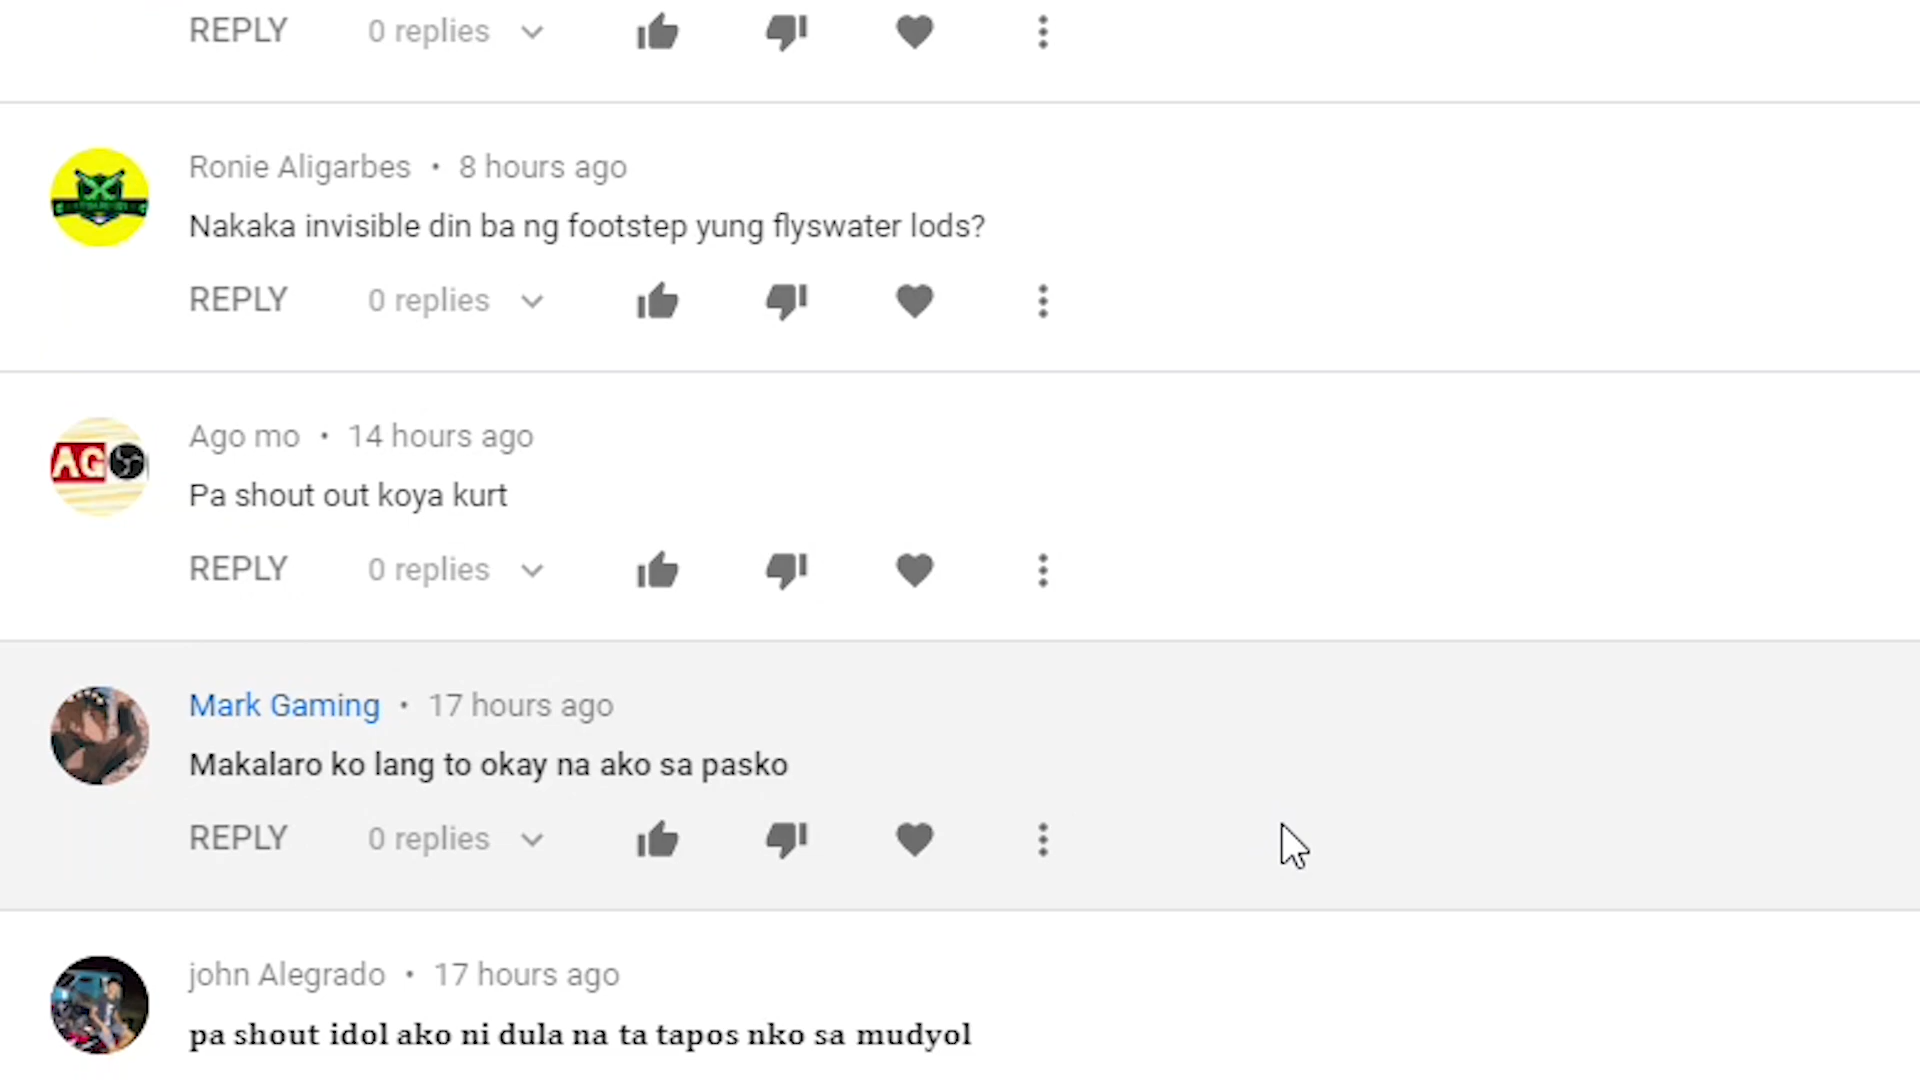 REPLY 0 replies
Ronie Aligarbes • 8 hours ago
Nakaka invisible din ba ng footstep yung flyswater lods?
REPLY 0 replies
AG
Ago mo • 14 hours ago
Pa shout out koya kurt
REPLY 0 replies
Mark Gaming • 17 hours ago
Makalaro ko lang to okay na ako sa pasko
REPLY 0 replies
john Alegrado • 17 hours ago
pa shout idol ako ni dula na ta tapos nko sa mudyol